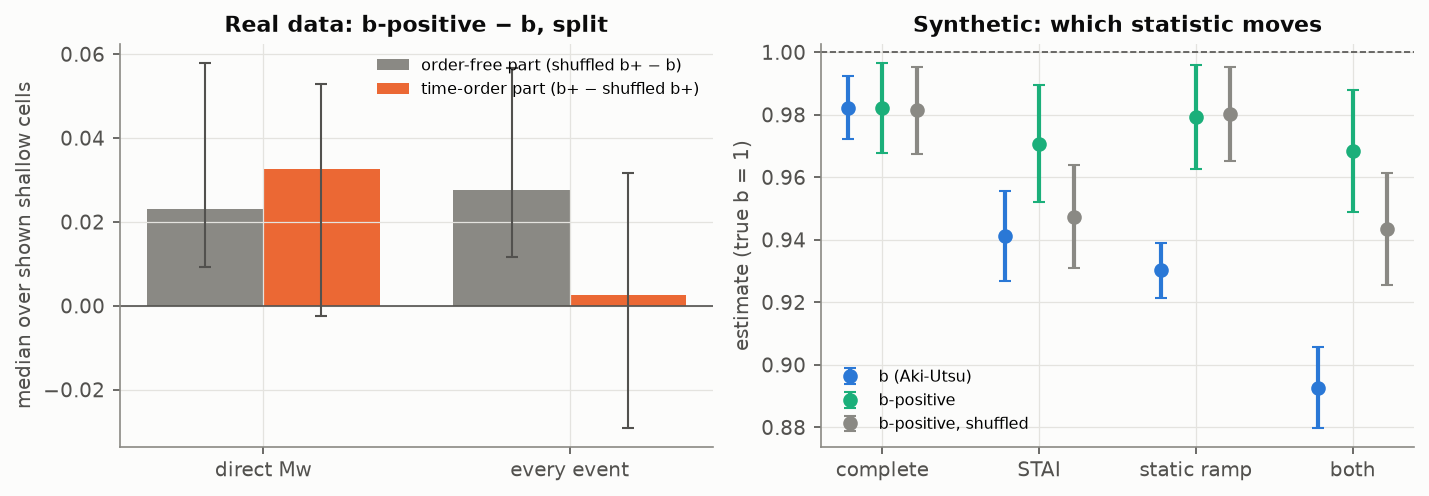 Real data: b-positive − b, split
order-free part (shuffled b+ − b)
time-order part (b+ − shuffled b+)
median over shown shallow cells
0.06
0.04
0.02
0.00
−0.02
direct Mw
every event
Synthetic: which statistic moves
estimate (true b = 1)
1.00
0.98
0.96
0.94
0.92
0.90
0.88
b (Aki-Utsu)
b-positive
b-positive, shuffled
complete
STAI
static ramp
both